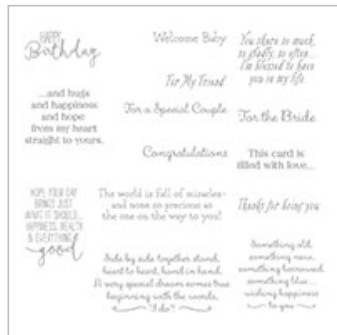 HAPPY
Birthday
...and hugs
and happiness
and hope
from my heart
straight to yours.
HOPE YOUR DAY
BRINGS JUST
WHAT IT SHOULD...
HAPPINESS, HEALTH
& EVERYTHING
good
Welcome Baby
For My Friend
For a Special Couple
Congratulations
The world is full of miracles-
and none so precious as
the one on the way to you!
Side by side together stand,
heart to heart, hand in hand.
A very special dream comes true
beginning with the words,
"I do"!
You share so much,
so gladly, so often...
I'm blessed to have
you in my life.
For the Bride
This card is
filled with love...
Thanks for being you
Something old,
something new,
something borrowed,
something blue...
wishing happiness
to you